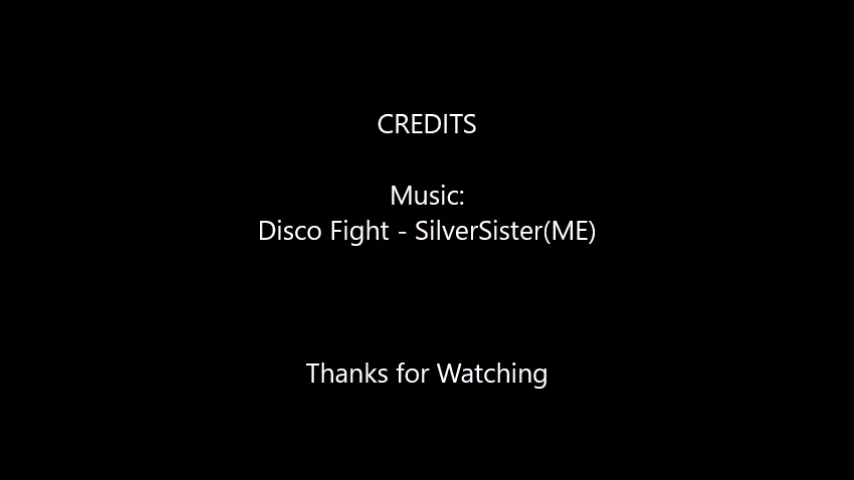 CREDITS
Music:
Disco Fight - SilverSister(ME)
Thanks for Watching